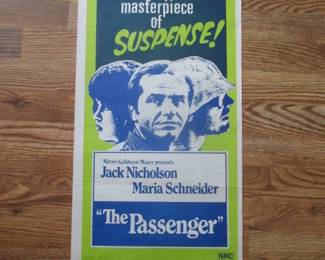 masterpiece
of
SUSPENSE!
Metro-Goldwyn-Mayer presents
Jack Nicholson
Maria Schneider
"The Passenger"
NRC